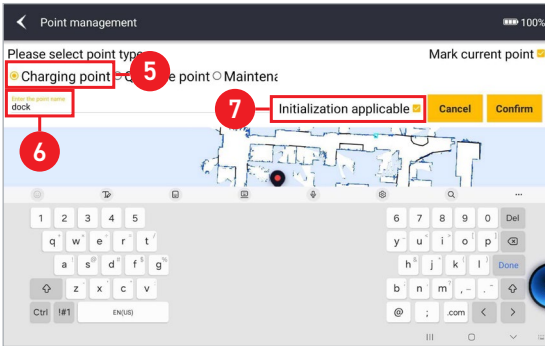 Point management
100%
Please select point type
Mark current point
Charging point
5
e point
Maintena
Enter the point name
dock
6
7
Initialization applicable
Cancel
Confirm
1 2 3 4 5
6 7 8 9 0 Del
q w e r t
y u i o p
a s d f g
h j k l Done
z x c v
b n m , - .
Ctrl !#1 EN(US)
@ ; .com < >